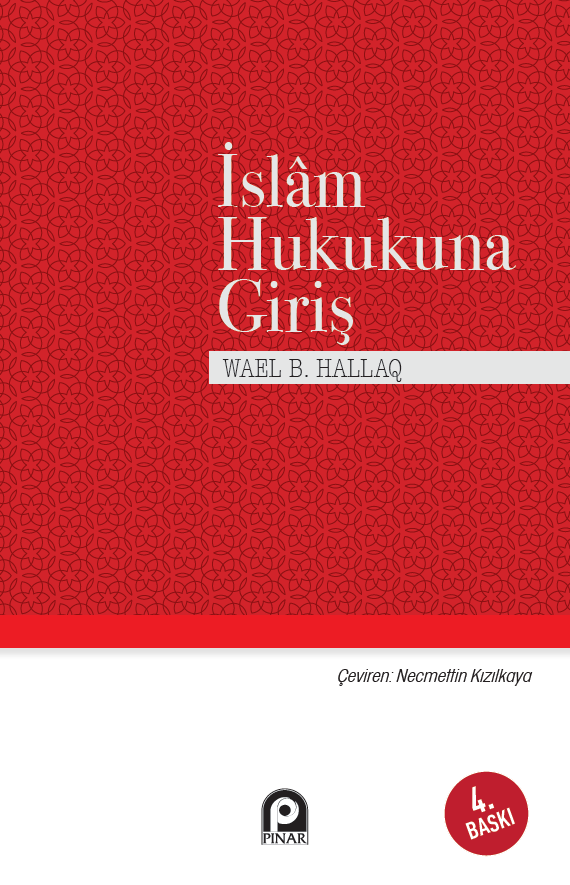 İslâm
Hukukuna
Giriş
WAEL B. HALLAQ
Çeviren: Necmettin Kızılkaya
PINAR
4.
BASKI